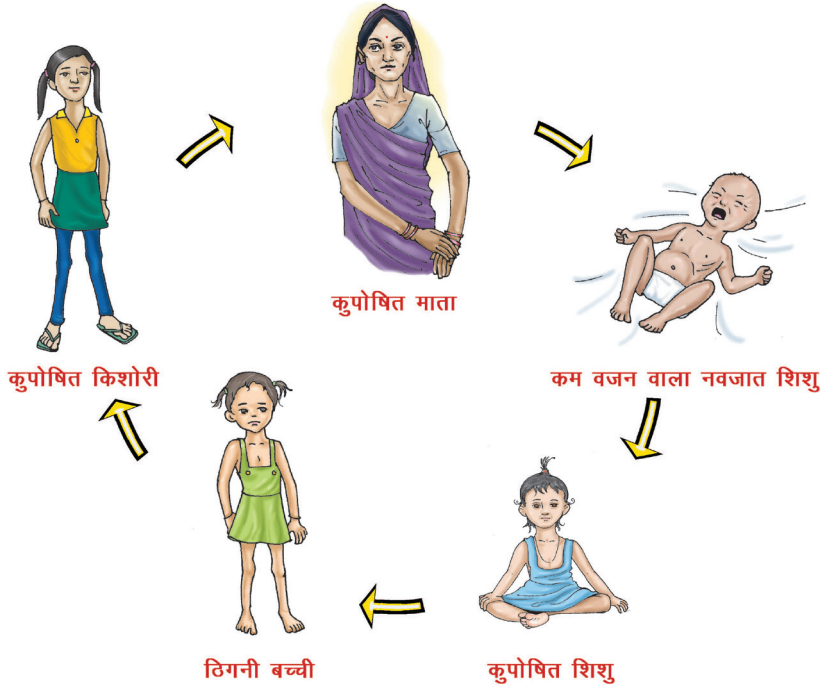 कुपोषित माता
कुपोषित किशोरी
कम वजन वाला नवजात शिशु
ठिगनी बच्ची
कुपोषित शिशु